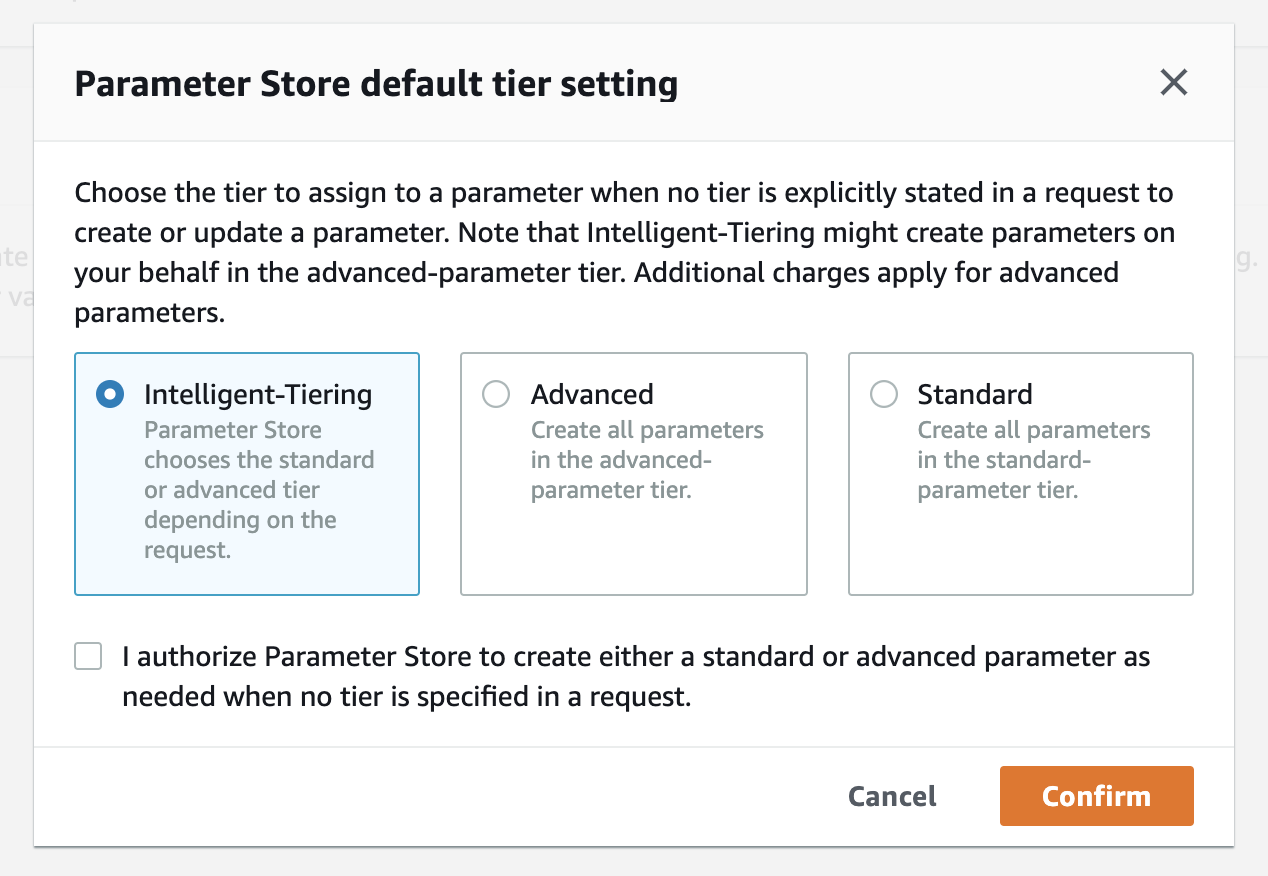 Parameter Store default tier setting
Choose the tier to assign to a parameter when no tier is explicitly stated in a request to
create or update a parameter. Note that Intelligent-Tiering might create parameters on
your behalf in the advanced-parameter tier. Additional charges apply for advanced
parameters.
Intelligent-Tiering
Parameter Store
chooses the standard
or advanced tier
depending on the
request.
Advanced
Create all parameters
in the advanced-
parameter tier.
Standard
Create all parameters
in the standard-
parameter tier.
I authorize Parameter Store to create either a standard or advanced parameter as
needed when no tier is specified in a request.
Cancel
Confirm